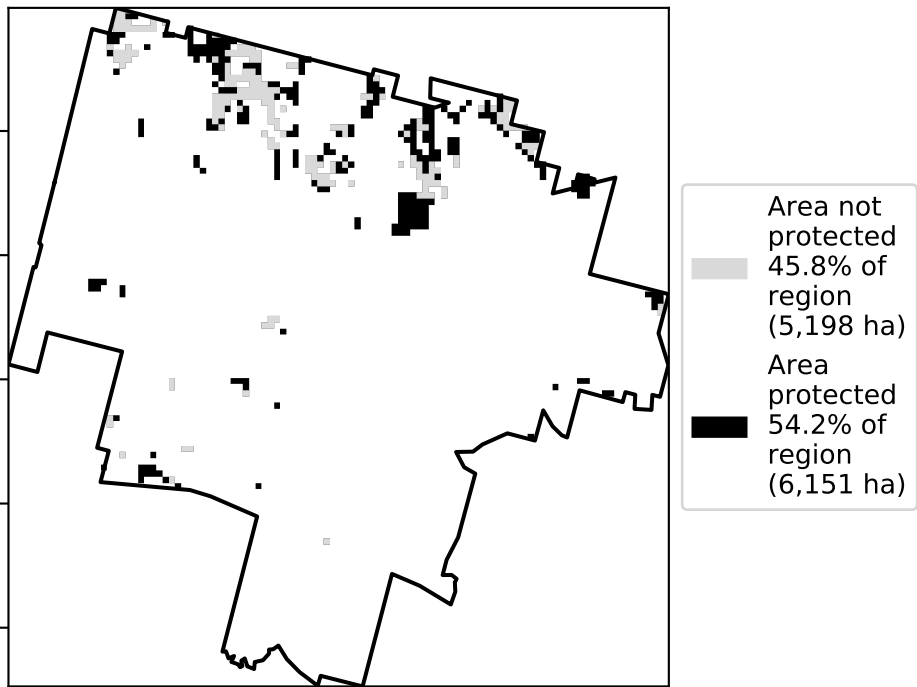 Area not
protected
45.8% of
region
(5,198 ha)
Area
protected
54.2% of
region
(6,151 ha)